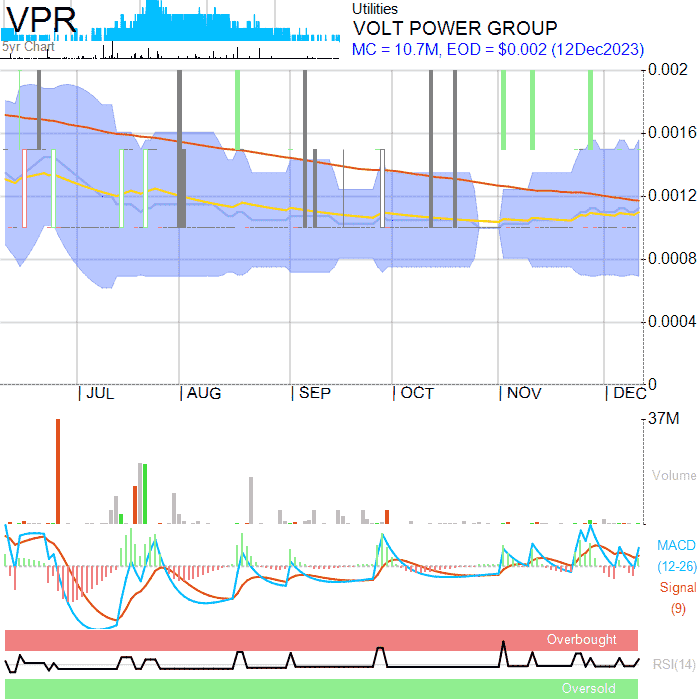 VPR
5yr Chart
Utilities
VOLT POWER GROUP
MC = 10.7M, EOD = $0.002 (12Dec2023)
0.002
0.0016
0.0012
0.0008
0.0004
0
| JUL
| AUG
| SEP
| OCT
| NOV
| DEC
37M
Volume
MACD
(12-26)
Signal
(9)
Overbought
RSI(14)
Oversold